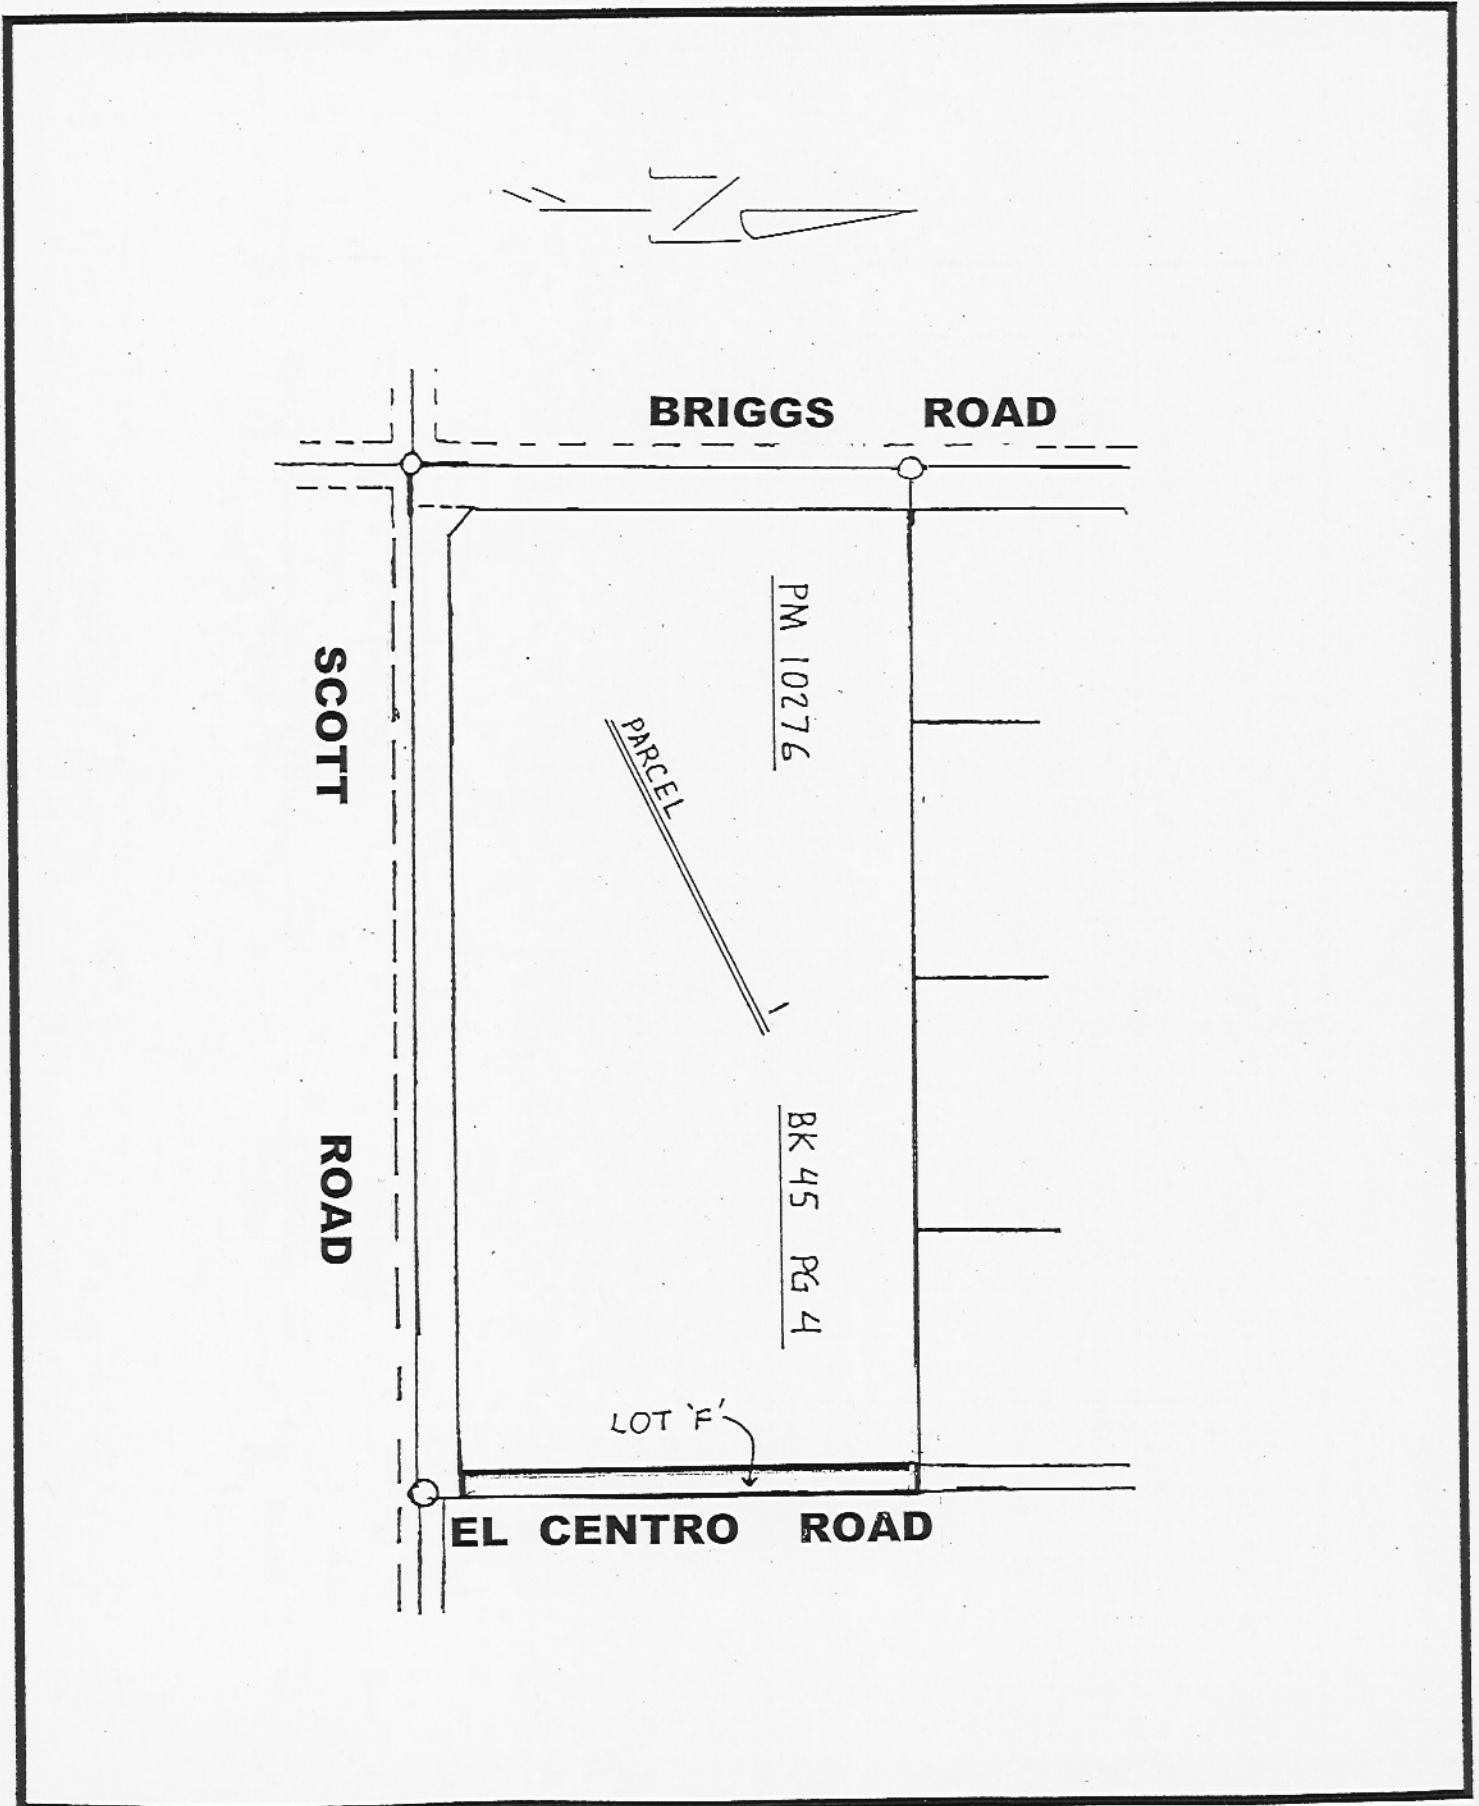 N
BRIGGS ROAD
SCOTT ROAD
PM 10276
PARCEL 1
BK 45 PG 4
LOT 'F'
EL CENTRO ROAD